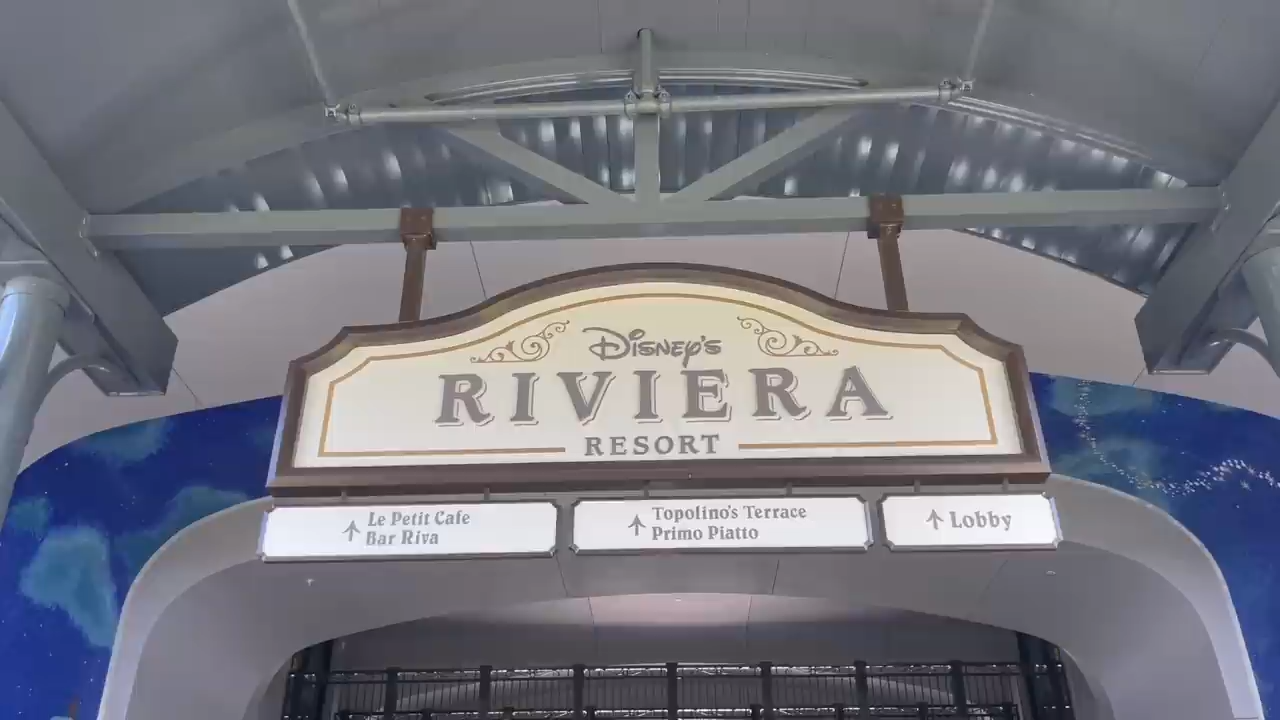 Disney's
RIVIERA
RESORT
Le Petit Cafe
Bar Riva
Topolino's Terrace
Primo Piatto
Lobby